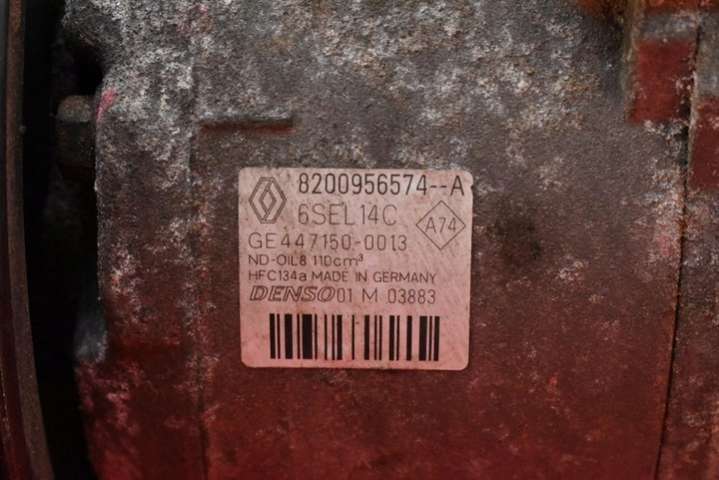 8200956574--A
6SEL14C
A74
GE447150-0013
ND-OIL8 110cm³
HFC134a MADE IN GERMANY
DENSO 01 M 03883